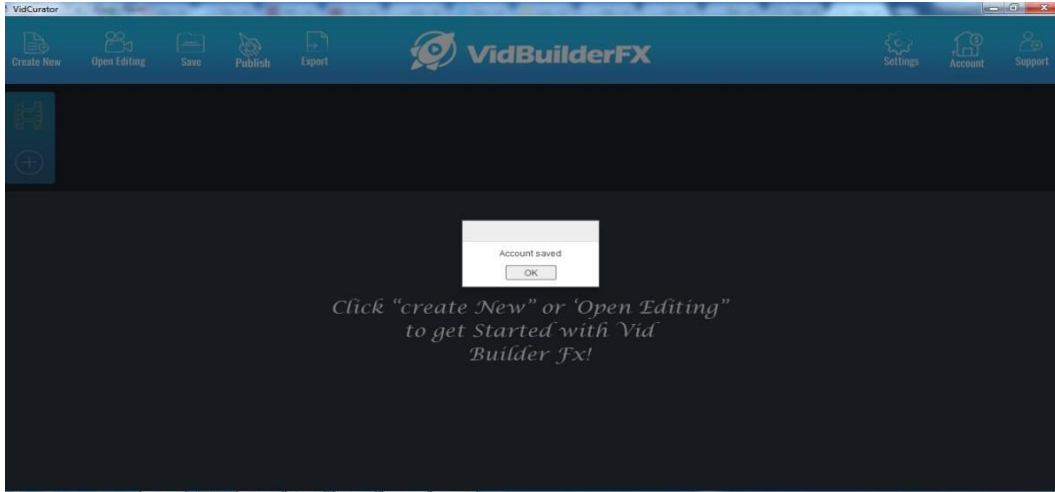 VidCurator
Create New
Open Editing
Save
Publish
Export
VidBuilderFX
Settings
Account
Support
Account saved
OK
Click "create New" or 'Open Editing"
to get Started with Vid
Builder Fx!